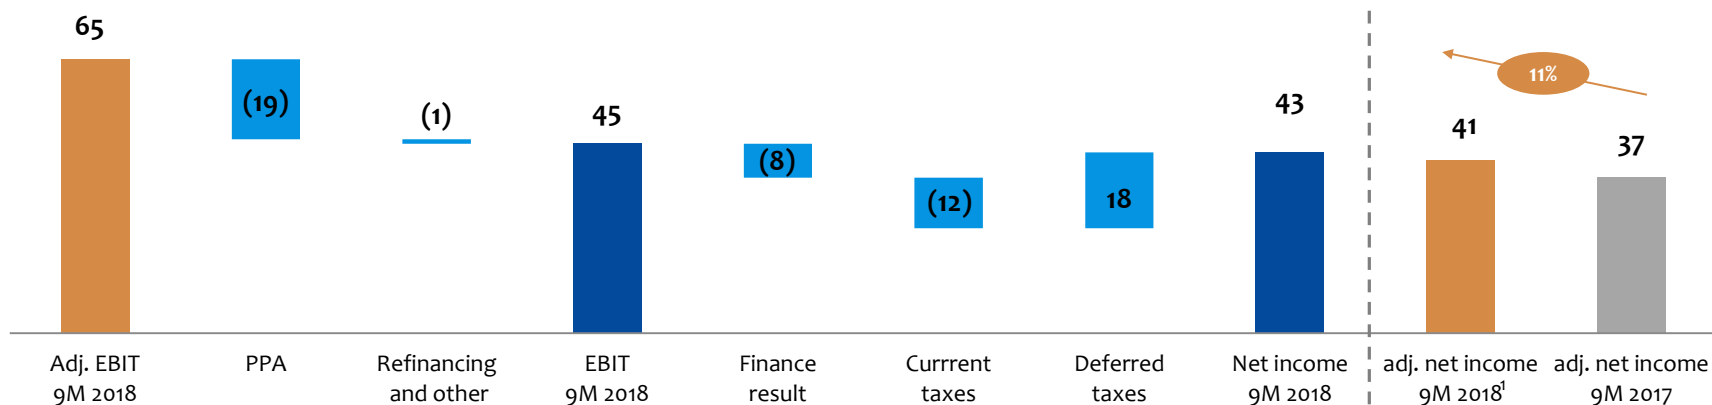 65
(19)
(1)
45
(8)
(12)
18
43
11%
41
37
Adj. EBIT
9M 2018
PPA
Refinancing
and other
EBIT
9M 2018
Finance
result
Currrent
taxes
Deferred
taxes
Net income
9M 2018
adj. net income
9M 2018¹
adj. net income
9M 2017